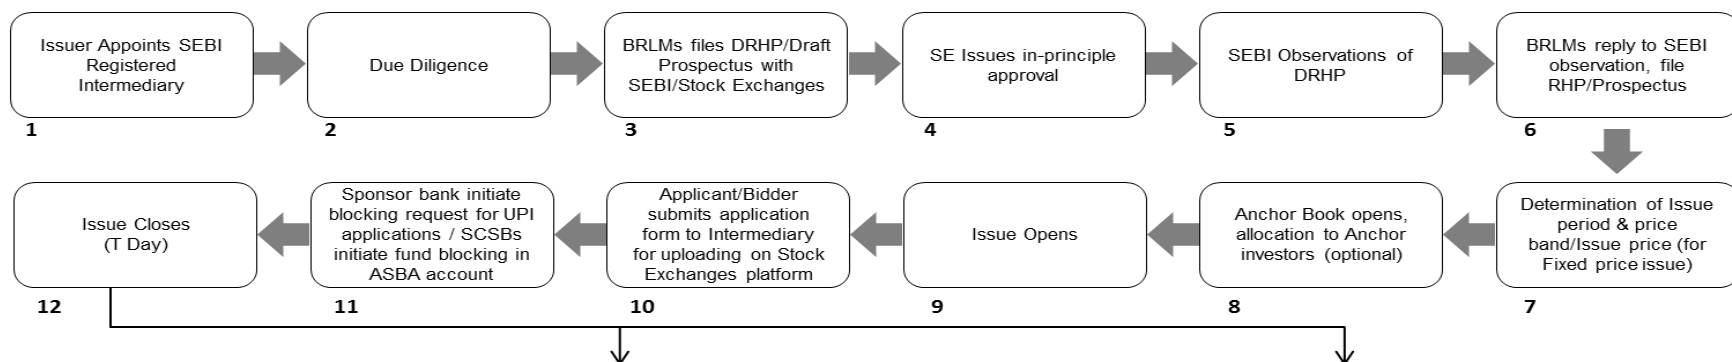 Issuer Appoints SEBI
Registered
Intermediary
1
Due Diligence
2
BRLMs files DRHP/Draft
Prospectus with
SEBI/Stock Exchanges
3
SE Issues in-principle
approval
4
SEBI Observations of
DRHP
5
BRLMs reply to SEBI
observation, file
RHP/Prospectus
6
Determination of Issue
period & price
band/Issue price (for
Fixed price issue)
7
Anchor Book opens,
allocation to Anchor
investors (optional)
8
Issue Opens
9
Applicant/Bidder
submits application
form to Intermediary
for uploading on Stock
Exchanges platform
10
Sponsor bank initiate
blocking request for UPI
applications / SCSBs
initiate fund blocking in
ASBA account
11
Issue Closes
(T Day)
12